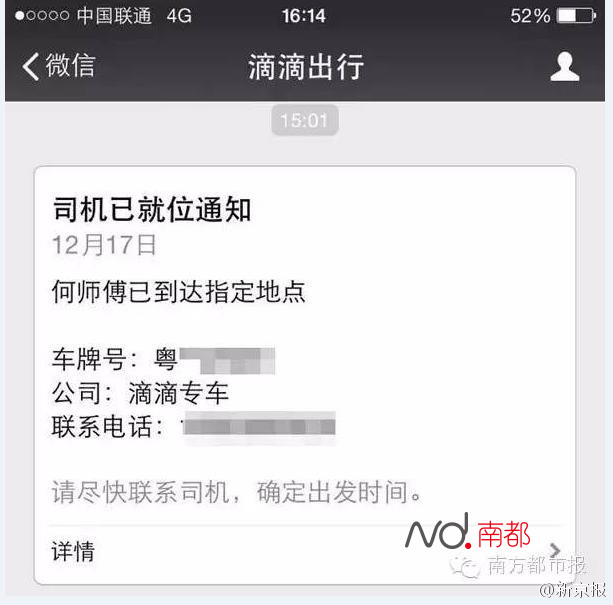 中国联通 4G 16:14 52%
微信 滴滴出行
15:01
司机已就位通知
12月17日
何师傅已到达指定地点
车牌号：粤
公司：滴滴专车
联系电话：
请尽快联系司机，确定出发时间。
Nd.南都
详情
南方都市报
@新京报